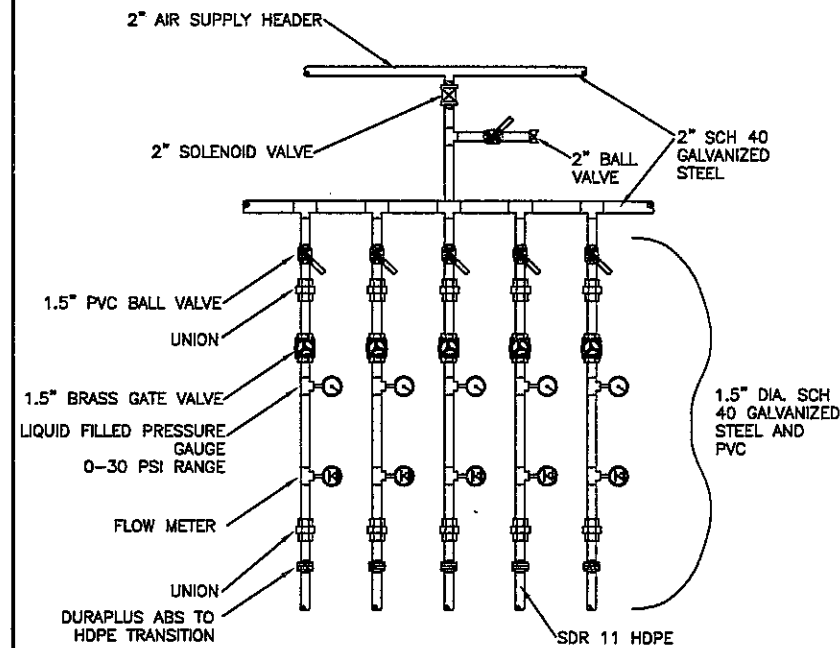 2" AIR SUPPLY HEADER
2" SOLENOID VALVE
2" BALL
VALVE
2" SCH 40
GALVANIZED
STEEL
1.5" PVC BALL VALVE
UNION
1.5" BRASS GATE VALVE
LIQUID FILLED PRESSURE
GAUGE
0-30 PSI RANGE
FLOW METER
UNION
DURAPLUS ABS TO
HDPE TRANSITION
1.5" DIA. SCH
40 GALVANIZED
STEEL AND
PVC
SDR 11 HDPE